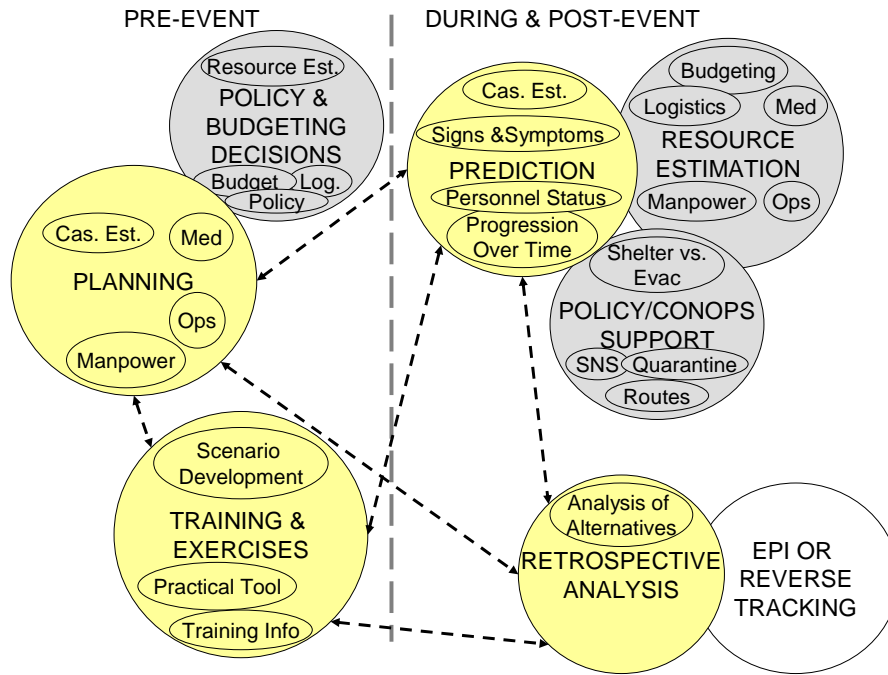 PRE-EVENT
DURING & POST-EVENT
Resource Est.
POLICY &
BUDGETING
DECISIONS
Budget
Log.
Policy
Cas. Est.
Med
PLANNING
Ops
Manpower
Scenario
Development
TRAINING &
EXERCISES
Practical Tool
Training Info
Cas. Est.
Signs &Symptoms
PREDICTION
Personnel Status
Progression
Over Time
Budgeting
Logistics
Med
RESOURCE
ESTIMATION
Manpower
Ops
Shelter vs.
Evac
POLICY/CONOPS
SUPPORT
SNS
Quarantine
Routes
Analysis of
Alternatives
RETROSPECTIVE
ANALYSIS
EPI OR
REVERSE
TRACKING